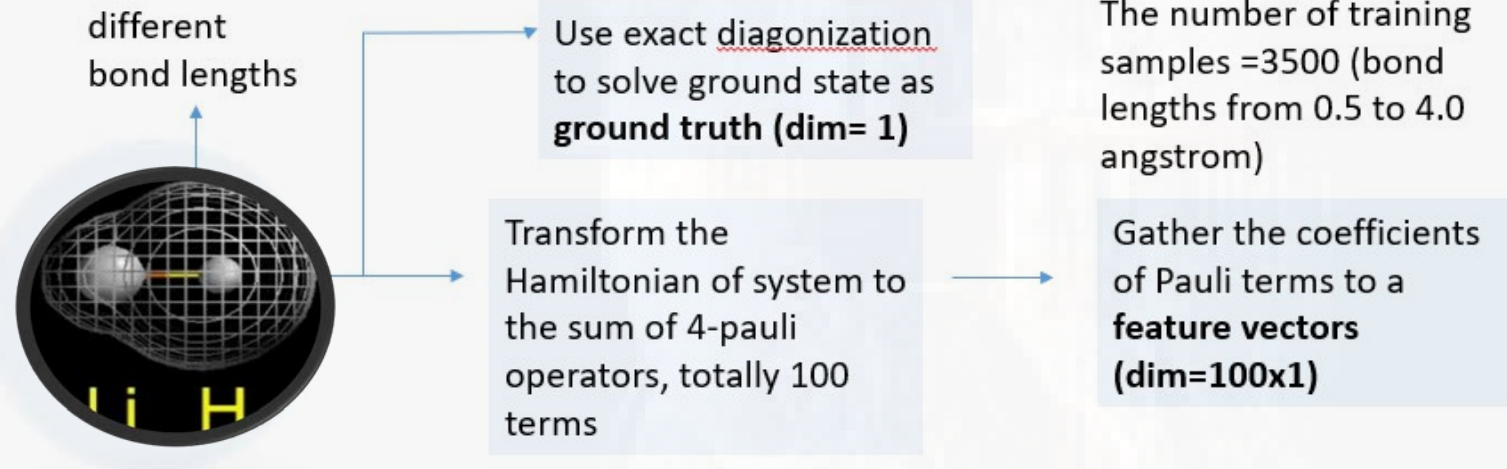 different
bond lengths
Use exact diagonization
to solve ground state as
ground truth (dim= 1)
The number of training
samples =3500 (bond
lengths from 0.5 to 4.0
angstrom)
Li H
Transform the
Hamiltonian of system to
the sum of 4-pauli
operators, totally 100
terms
Gather the coefficients
of Pauli terms to a
feature vectors
(dim=100x1)